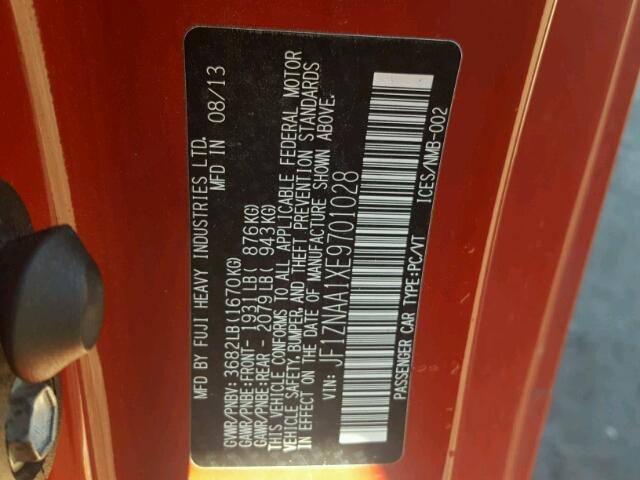 MFD BY FUJI HEAVY INDUSTRIES LTD. 08/13
GVWR/PNBV: 3682LB(1670KG)
GAWR/PNBE:FRONT- 1931LB( 876KG)
GAWR/PNBE:REAR- 2079LB( 943KG)
THIS VEHICLE CONFORMS TO ALL APPLICABLE FEDERAL MOTOR
VEHICLE SAFETY,BUMPER,AND THEFT PREVENTION STANDARDS
IN EFFECT ON THE DATE OF MANUFACTURE SHOWN ABOVE.
VIN: JF1ZNAA1XE9701028
PASSENGER CAR TYPE:PC/VT ICES/NMB-002